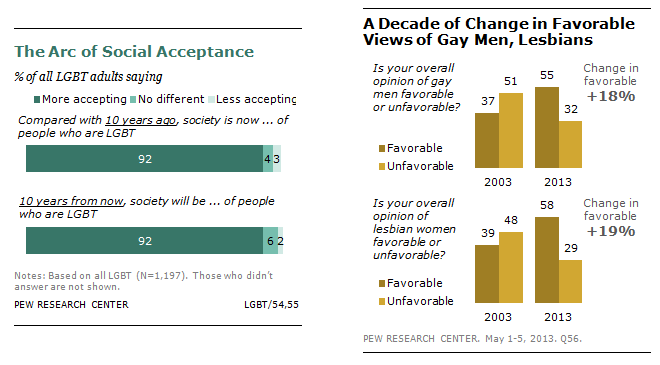 The Arc of Social Acceptance
% of all LGBT adults saying
More accepting No different Less accepting
Compared with 10 years ago, society is now ... of
people who are LGBT
92 4 3
10 years from now, society will be ... of people
who are LGBT
92 6 2
Notes: Based on all LGBT (N=1,197). Those who didn't
answer are not shown.
PEW RESEARCH CENTER LGBT/54,55
A Decade of Change in Favorable
Views of Gay Men, Lesbians
Is your overall
opinion of gay
men favorable
or unfavorable?
Favorable
Unfavorable
37 51 55 32
2003 2013
Change in
favorable
+18%
Is your overall
opinion of
lesbian women
favorable or
unfavorable?
Favorable
Unfavorable
39 48 58 29
2003 2013
Change in
favorable
+19%
PEW RESEARCH CENTER. May 1-5, 2013. Q56.